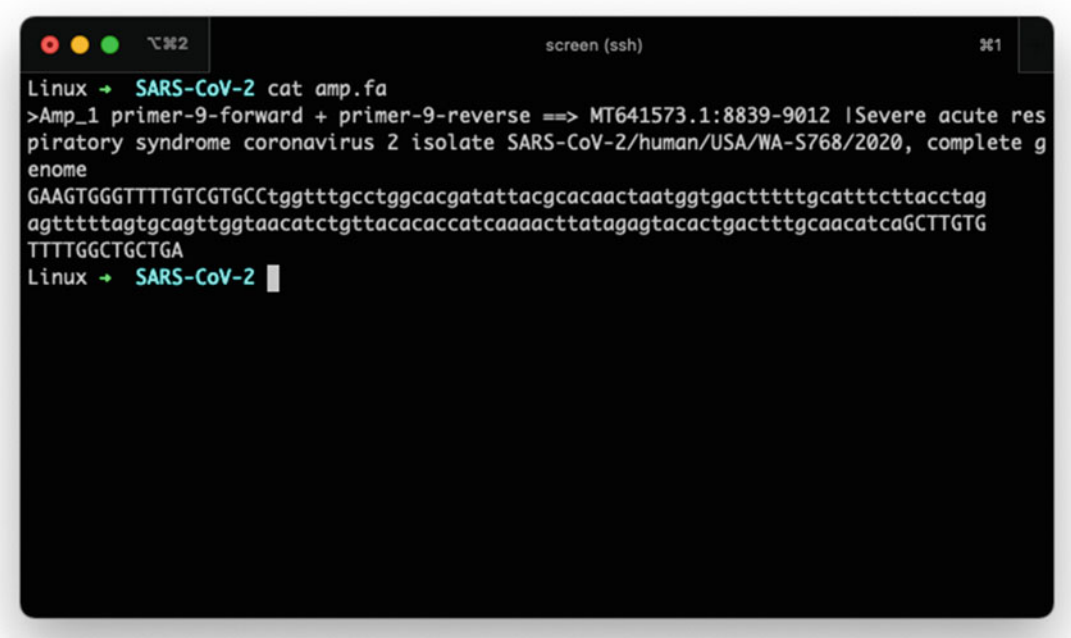 ⌥⌘2 screen (ssh) ⌘1
Linux → SARS-CoV-2 cat amp.fa
>Amp_1 primer-9-forward + primer-9-reverse ==> MT641573.1:8839-9012 |Severe acute res
piratory syndrome coronavirus 2 isolate SARS-CoV-2/human/USA/WA-S768/2020, complete g
enome
GAAGTGGGTTTTGTCGTGCCtggtttgcctggcacgatattacgcacaactaatggtgactttttgcatttcttacctag
agtttttagtgcagttggtaacatctgttacacaccatcaaaacttatagagtacactgactttgcaacatcaGCTTGTG
TTTTGGCTGCTGA
Linux → SARS-CoV-2